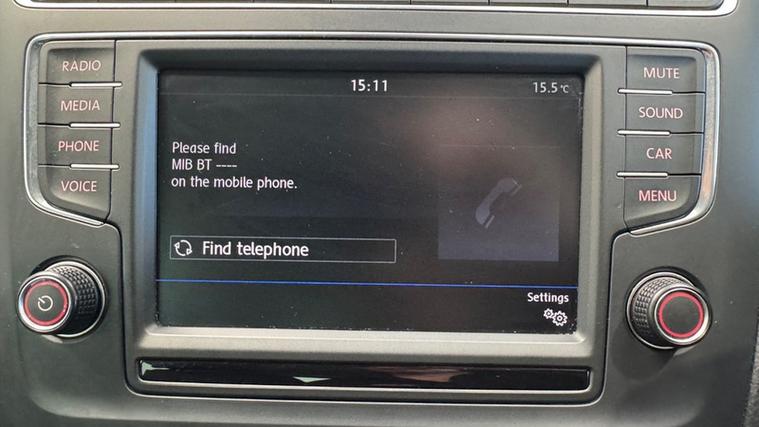 RADIO
MEDIA
PHONE
VOICE
15:11
15.5°C
Please find
MIB BT ----
on the mobile phone.
Find telephone
Settings
MUTE
SOUND
CAR
MENU